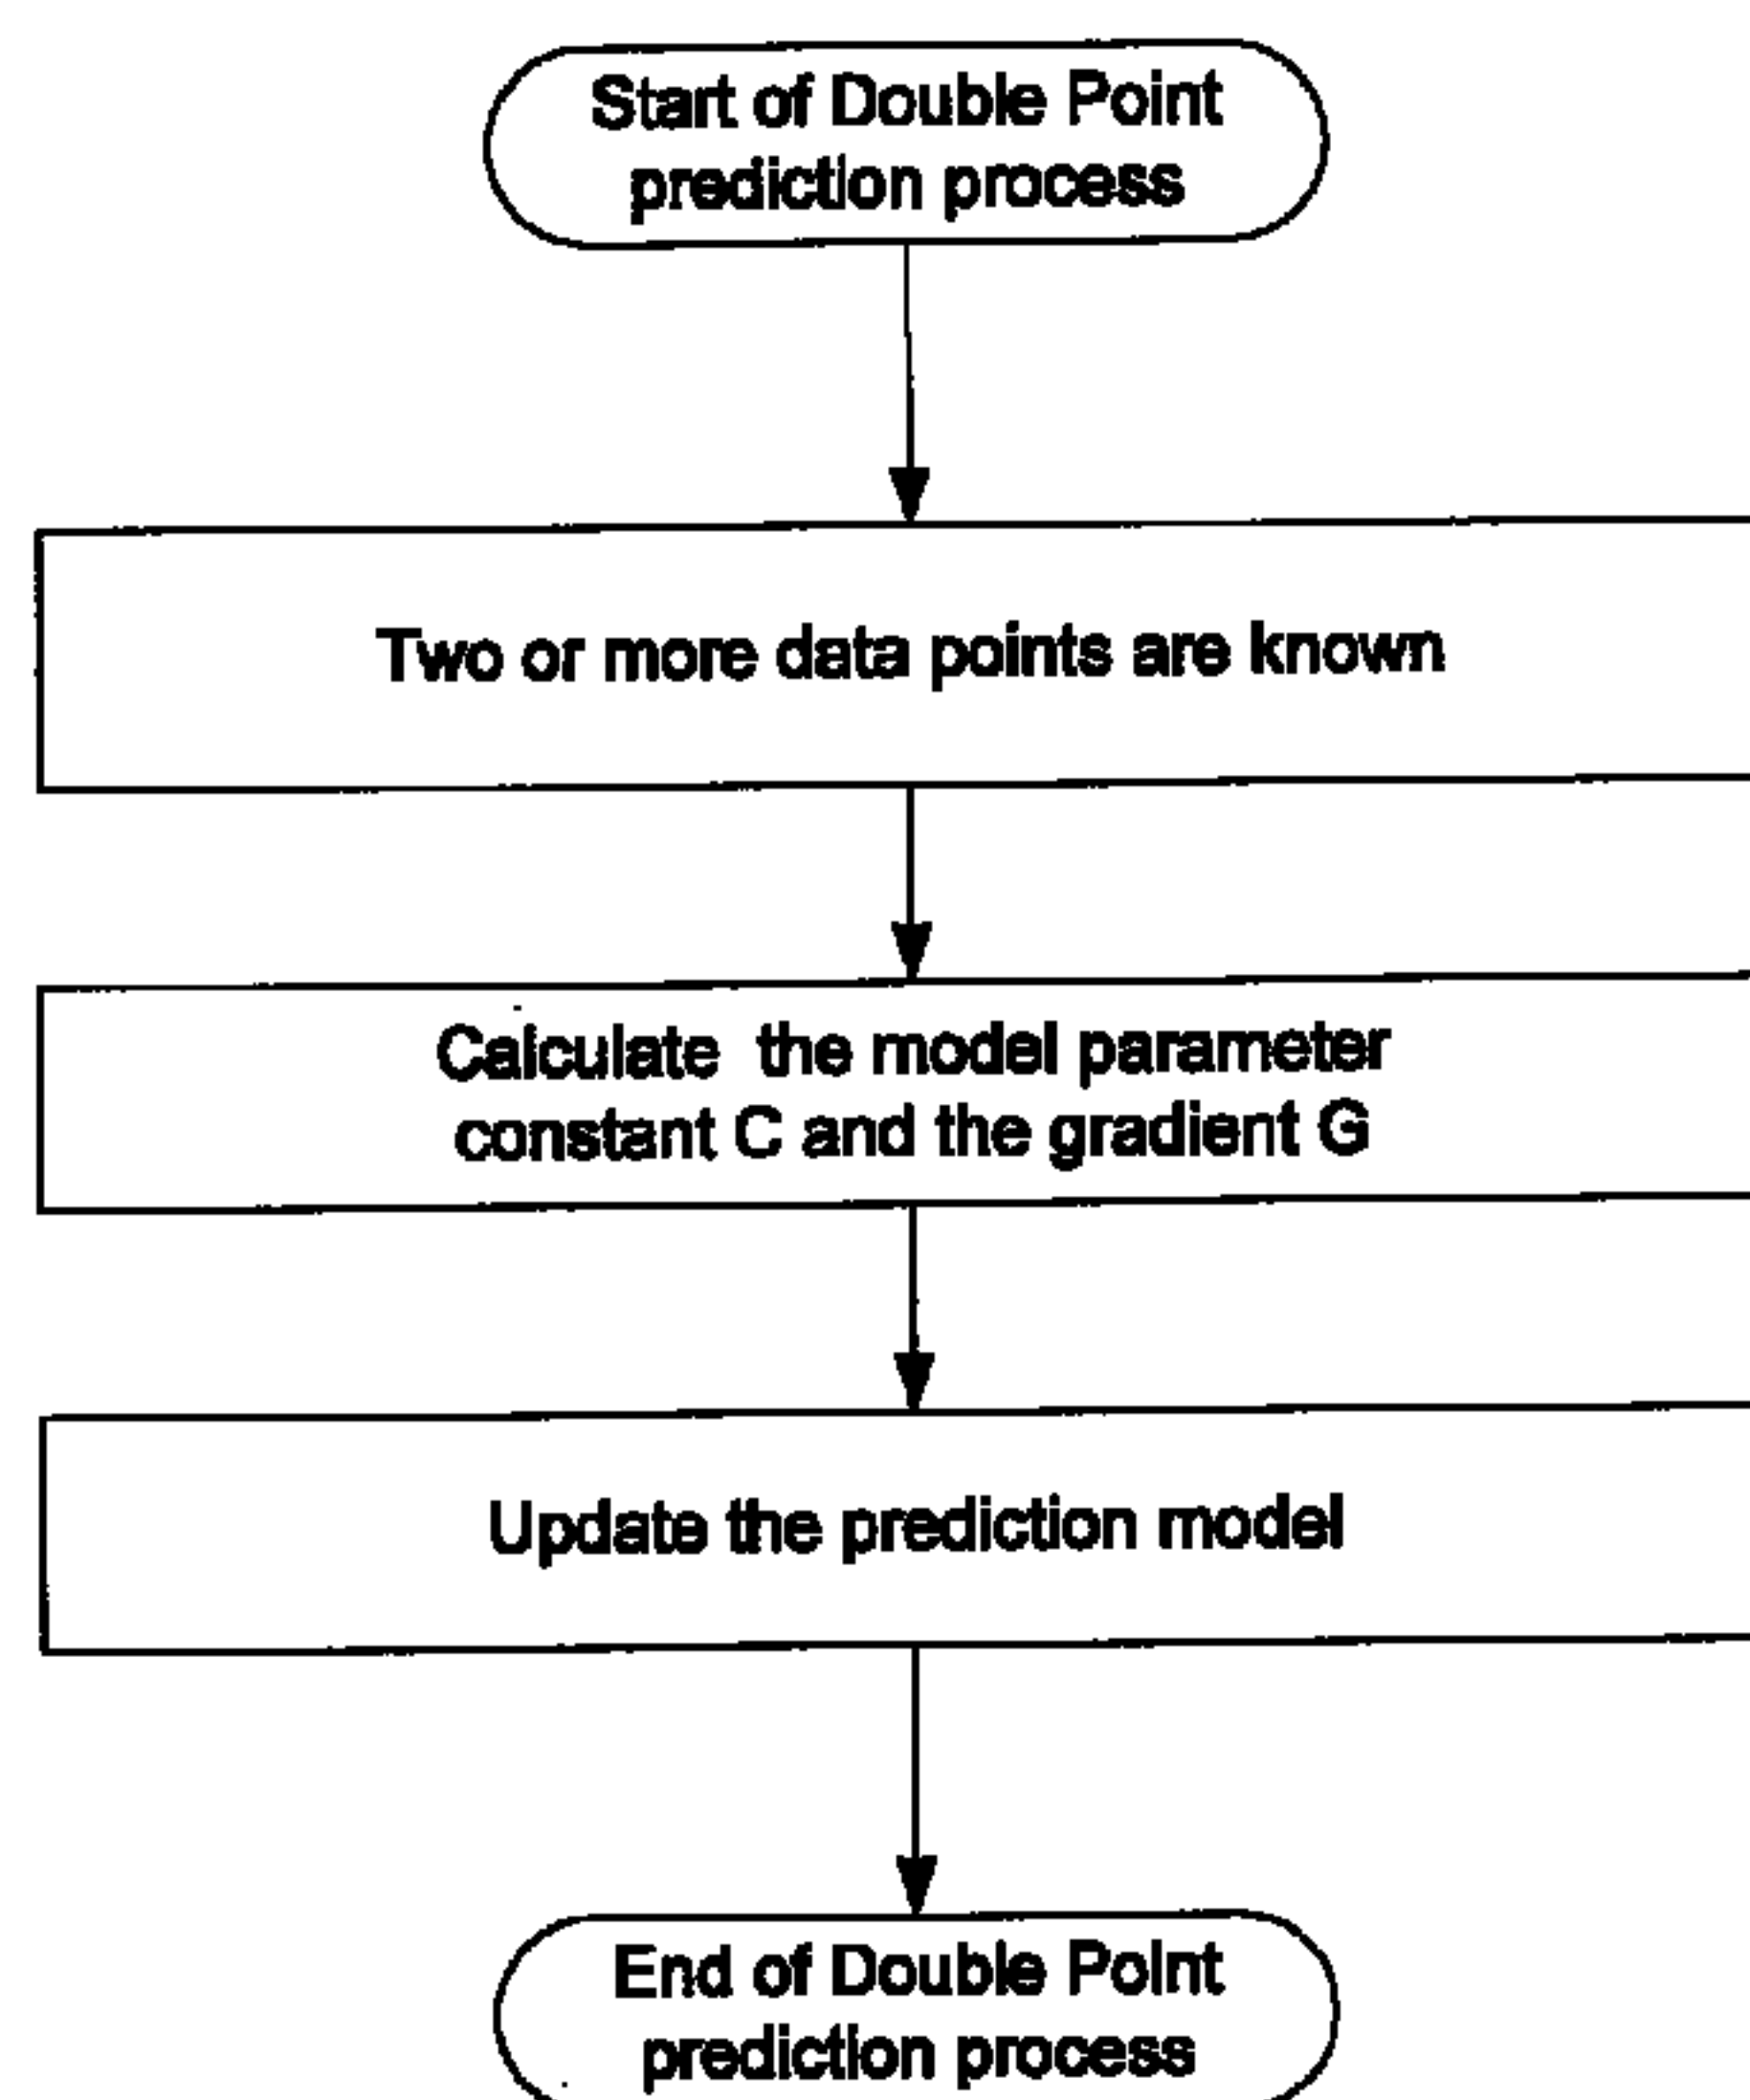 Start of Double Point
prediction process
Two or more data points are known
Calculate the model parameter
constant C and the gradient G
Update the prediction model
End of Double Point
prediction process